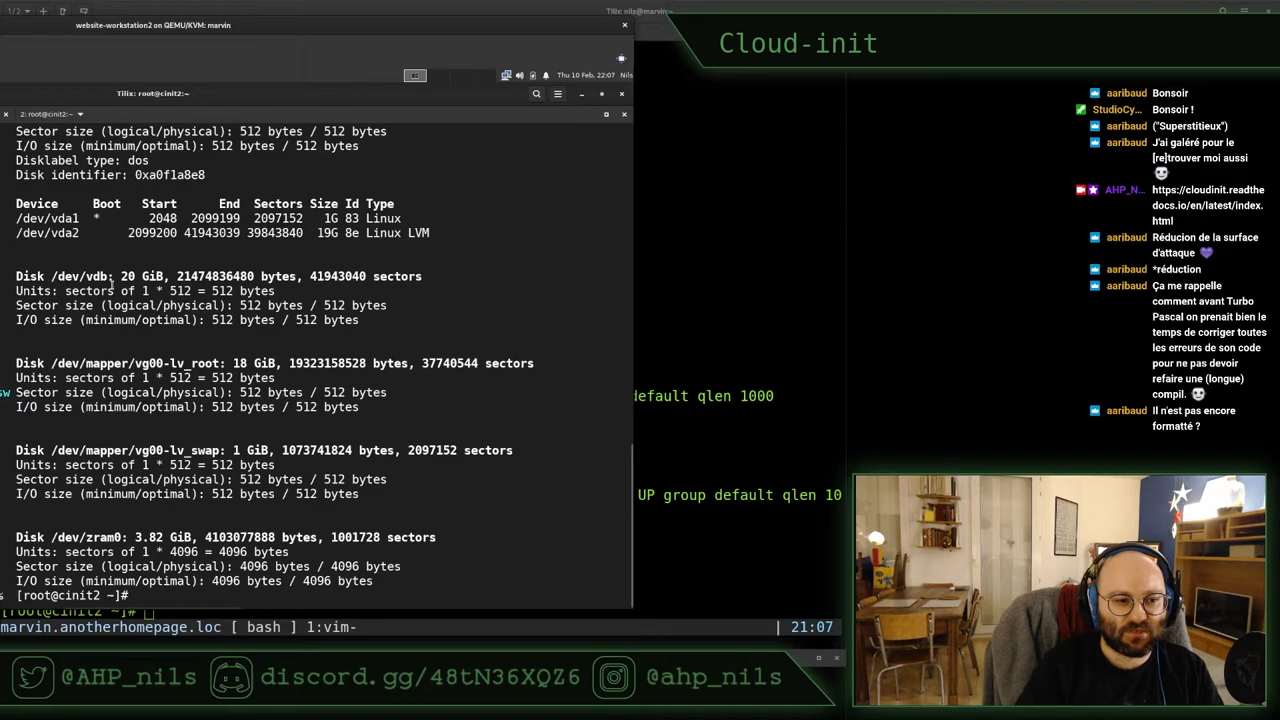 1/2
Tilix: nils@marvin:~
website-workstation2 on QEMU/KVM: marvin
Thu 10 Feb, 22:07 Nils
Tilix: root@cinit2:~
2: root@cinit2:~
Sector size (logical/physical): 512 bytes / 512 bytes
I/O size (minimum/optimal): 512 bytes / 512 bytes
Disklabel type: dos
Disk identifier: 0xa0f1a8e8
Device Boot Start End Sectors Size Id Type
/dev/vda1 * 2048 2099199 2097152 1G 83 Linux
/dev/vda2 2099200 41943039 39843840 19G 8e Linux LVM
Disk /dev/vdb: 20 GiB, 21474836480 bytes, 41943040 sectors
Units: sectors of 1 * 512 = 512 bytes
Sector size (logical/physical): 512 bytes / 512 bytes
I/O size (minimum/optimal): 512 bytes / 512 bytes
Disk /dev/mapper/vg00-lv_root: 18 GiB, 19323158528 bytes, 37740544 sectors
Units: sectors of 1 * 512 = 512 bytes
sw Sector size (logical/physical): 512 bytes / 512 bytes
I/O size (minimum/optimal): 512 bytes / 512 bytes
Disk /dev/mapper/vg00-lv_swap: 1 GiB, 1073741824 bytes, 2097152 sectors
Units: sectors of 1 * 512 = 512 bytes
Sector size (logical/physical): 512 bytes / 512 bytes
I/O size (minimum/optimal): 512 bytes / 512 bytes
Disk /dev/zram0: 3.82 GiB, 4103077888 bytes, 1001728 sectors
Units: sectors of 1 * 4096 = 4096 bytes
Sector size (logical/physical): 4096 bytes / 4096 bytes
I/O size (minimum/optimal): 4096 bytes / 4096 bytes
% [root@cinit2 ~]#
[root@cinit2 ~]#
default qlen 1000
UP group default qlen 10
marvin.anotherhomepage.loc [ bash ] 1:vim- | 21:07
Cloud-init
aaribaud Bonsoir
StudioCy... Bonsoir !
aaribaud ("Superstitieux")
aaribaud J'ai galéré pour le
[re]trouver moi aussi
AHP_N... https://cloudinit.readthe
docs.io/en/latest/index.
html
aaribaud Réducion de la surface
d'attaque
aaribaud *réduction
aaribaud Ça me rappelle
comment avant Turbo
Pascal on prenait bien le
temps de corriger toutes
les erreurs de son code
pour ne pas devoir
refaire une (longue)
compil.
aaribaud Il n'est pas encore
formatté ?
@AHP_nils discord.gg/48tN36XQZ6 @ahp_nils